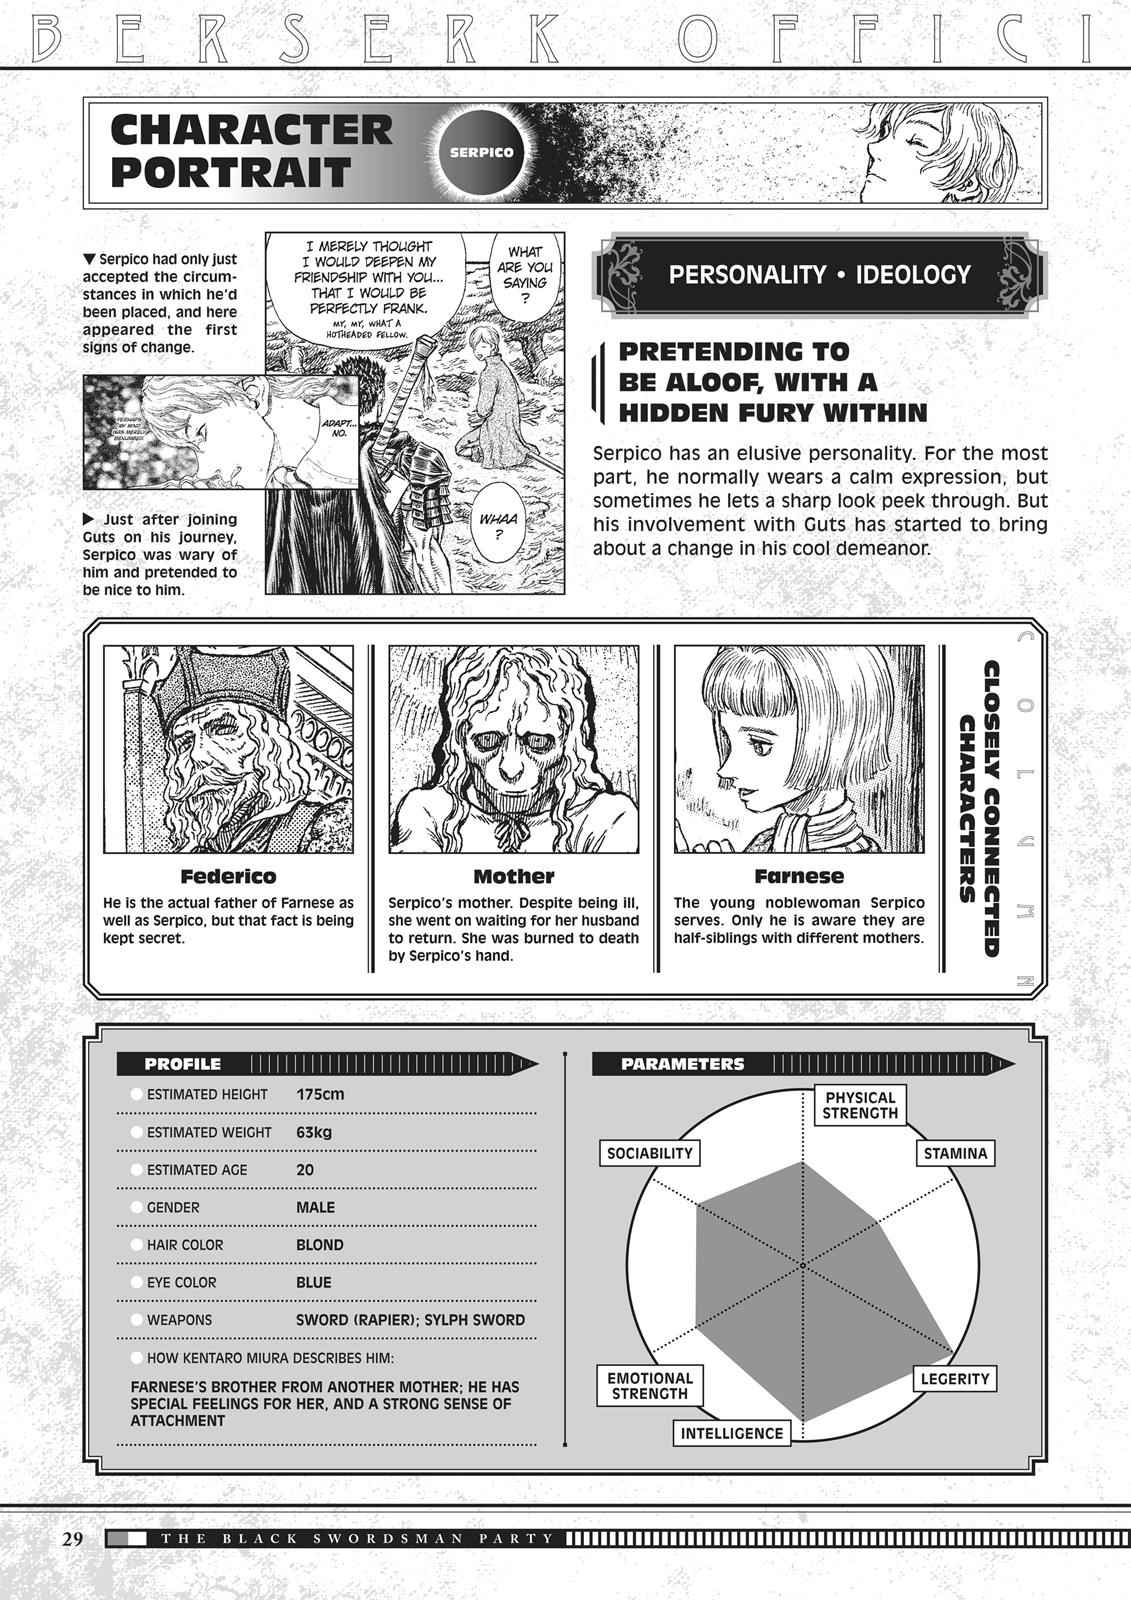 BERSERK OFFICI
CHARACTER
PORTRAIT
SERPICO
▼ Serpico had only just
accepted the circum-
stances in which he'd
been placed, and here
appeared the first
signs of change.
I MERELY THOUGHT
I WOULD DEEPEN MY
FRIENDSHIP WITH YOU...
THAT I WOULD BE
PERFECTLY FRANK.
MY, MY, WHAT A
HOTHEADED FELLOW.
WHAT
ARE YOU
SAYING
?
PERHAPS
MY MIND
WAS MERELY
BENUMBED.
ADAPT...
NO.
WHAA
?
▶ Just after joining
Guts on his journey,
Serpico was wary of
him and pretended to
be nice to him.
PERSONALITY • IDEOLOGY
PRETENDING TO
BE ALOOF, WITH A
HIDDEN FURY WITHIN
Serpico has an elusive personality. For the most
part, he normally wears a calm expression, but
sometimes he lets a sharp look peek through. But
his involvement with Guts has started to bring
about a change in his cool demeanor.
COLVMN
CLOSELY CONNECTED
CHARACTERS
Federico
He is the actual father of Farnese as
well as Serpico, but that fact is being
kept secret.
Mother
Serpico's mother. Despite being ill,
she went on waiting for her husband
to return. She was burned to death
by Serpico's hand.
Farnese
The young noblewoman Serpico
serves. Only he is aware they are
half-siblings with different mothers.
PROFILE
ESTIMATED HEIGHT 175cm
ESTIMATED WEIGHT 63kg
ESTIMATED AGE 20
GENDER MALE
HAIR COLOR BLOND
EYE COLOR BLUE
WEAPONS SWORD (RAPIER); SYLPH SWORD
HOW KENTARO MIURA DESCRIBES HIM:
FARNESE'S BROTHER FROM ANOTHER MOTHER; HE HAS
SPECIAL FEELINGS FOR HER, AND A STRONG SENSE OF
ATTACHMENT
PARAMETERS
PHYSICAL
STRENGTH
SOCIABILITY
STAMINA
EMOTIONAL
STRENGTH
LEGERITY
INTELLIGENCE
29
THE BLACK SWORDSMAN PARTY